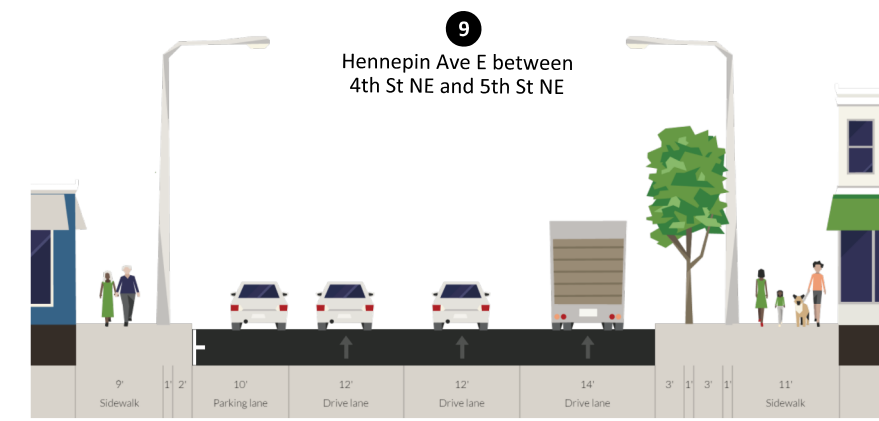 9
Hennepin Ave E between
4th St NE and 5th St NE
9' 1' 2' 10' 12' 12' 14' 3' 1' 3' 1' 11'
Sidewalk Parking lane Drive lane Drive lane Drive lane Sidewalk